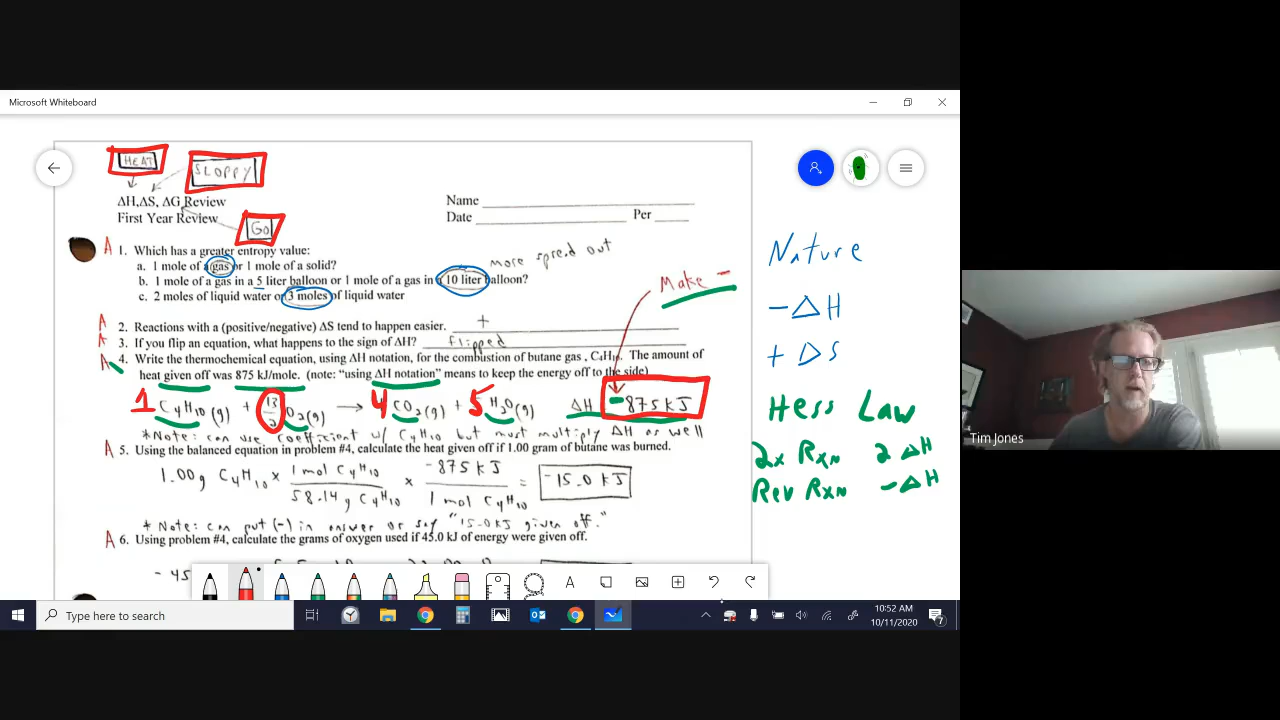 Microsoft Whiteboard
HEAT
SLOPPY
ΔH,ΔS, ΔG Review
First Year Review
GO
Name
Date Per
A 1. Which has a greater entropy value:
a. 1 mole of a gas or 1 mole of a solid?
more spread out
b. 1 mole of a gas in a 5 liter balloon or 1 mole of a gas in a 10 liter balloon?
c. 2 moles of liquid water or 3 moles of liquid water
Make -
A 2. Reactions with a (positive/negative) ΔS tend to happen easier. +
A 3. If you flip an equation, what happens to the sign of ΔH? flipped
A 4. Write the thermochemical equation, using ΔH notation, for the combustion of butane gas , C₄H₁₀. The amount of
heat given off was 875 kJ/mole. (note: "using ΔH notation" means to keep the energy off to the side)
1 C₄H₁₀(g) + 13/2 O₂(g) → 4 CO₂(g) + 5 H₂O(g) ΔH -875 kJ
*Note: can use coefficient w/ C₄H₁₀ but must multiply ΔH as well
A 5. Using the balanced equation in problem #4, calculate the heat given off if 1.00 gram of butane was burned.
1.00g C₄H₁₀ × 1 mol C₄H₁₀ / 58.14g C₄H₁₀ × -875 kJ / 1 mol C₄H₁₀ = -15.0 kJ
*Note: can put (-) in answer or say "15.0 kJ given off."
A 6. Using problem #4, calculate the grams of oxygen used if 45.0 kJ of energy were given off.
- 45
Nature
-ΔH
+ΔS
Hess Law
2x Rxn 2ΔH
Rev Rxn -ΔH
Tim Jones
Type here to search
10:52 AM
10/11/2020
7